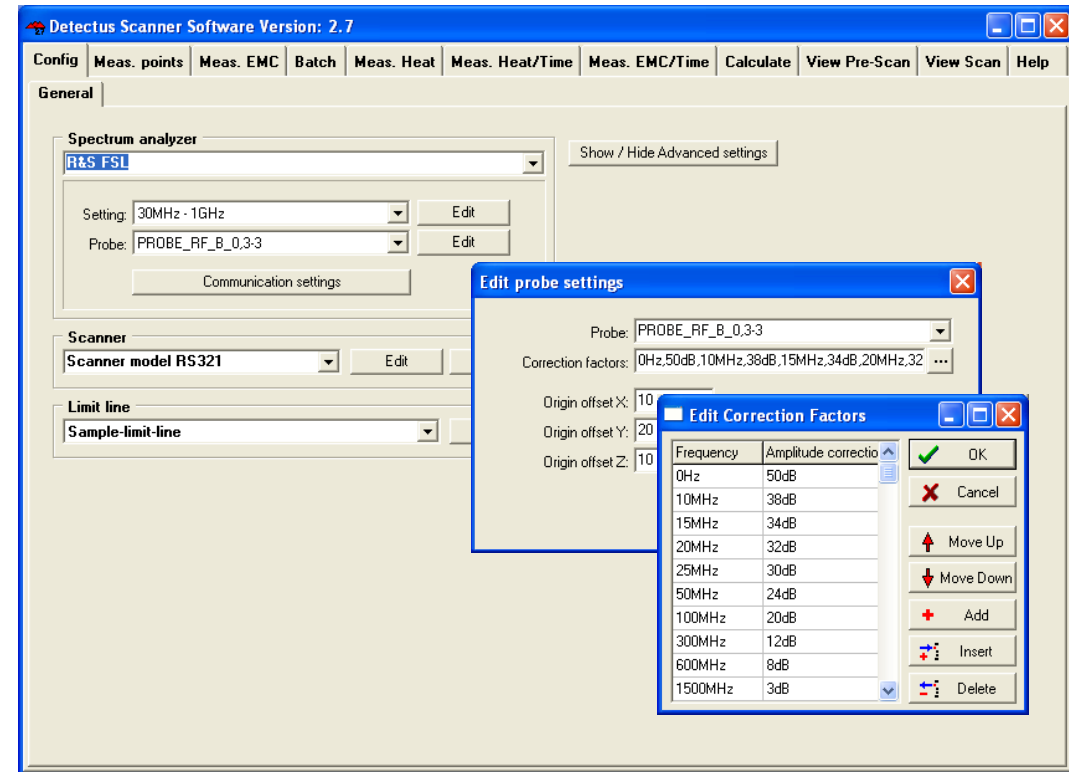 Detectus Scanner Software Version: 2.7
Config Meas. points Meas. EMC Batch Meas. Heat Meas. Heat/Time Meas. EMC/Time Calculate View Pre-Scan View Scan Help
General
Spectrum analyzer
R&S FSL
Show / Hide Advanced settings
Setting: 30MHz - 1GHz Edit
Probe: PROBE_RF_B_0,3-3 Edit
Communication settings
Scanner
Scanner model RS321 Edit
Limit line
Sample-limit-line
Edit probe settings
Probe: PROBE_RF_B_0,3-3
Correction factors: 0Hz,50dB,10MHz,38dB,15MHz,34dB,20MHz,32 ...
Origin offset X: 10
Origin offset Y: 20
Origin offset Z: 10
Edit Correction Factors
Frequency Amplitude correctio
0Hz 50dB
10MHz 38dB
15MHz 34dB
20MHz 32dB
25MHz 30dB
50MHz 24dB
100MHz 20dB
300MHz 12dB
600MHz 8dB
1500MHz 3dB
OK
Cancel
Move Up
Move Down
Add
Insert
Delete